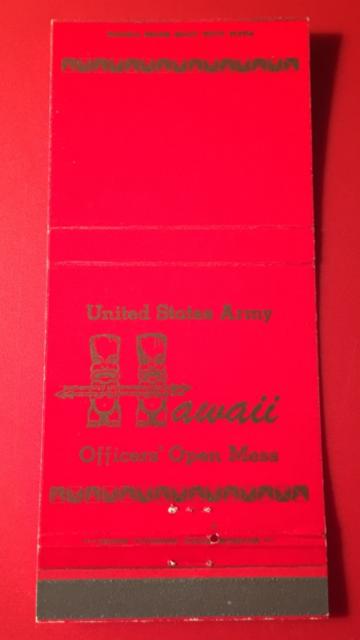 United States Army
Hawaii
Officers' Open Mess